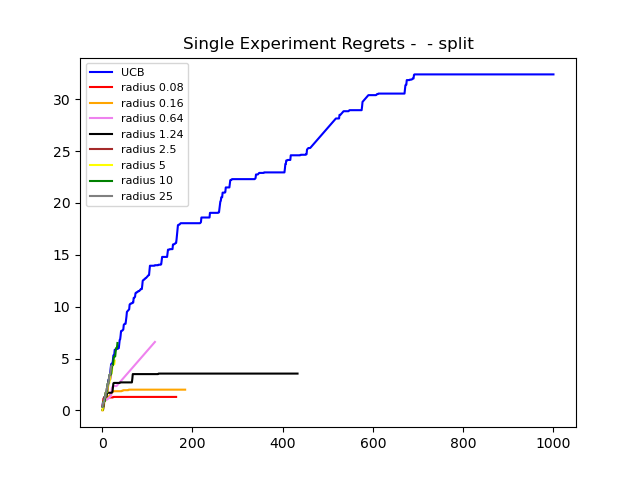 Single Experiment Regrets -  - split
UCB
radius 0.08
radius 0.16
radius 0.64
radius 1.24
radius 2.5
radius 5
radius 10
radius 25
30
25
20
15
10
5
0
0 200 400 600 800 1000